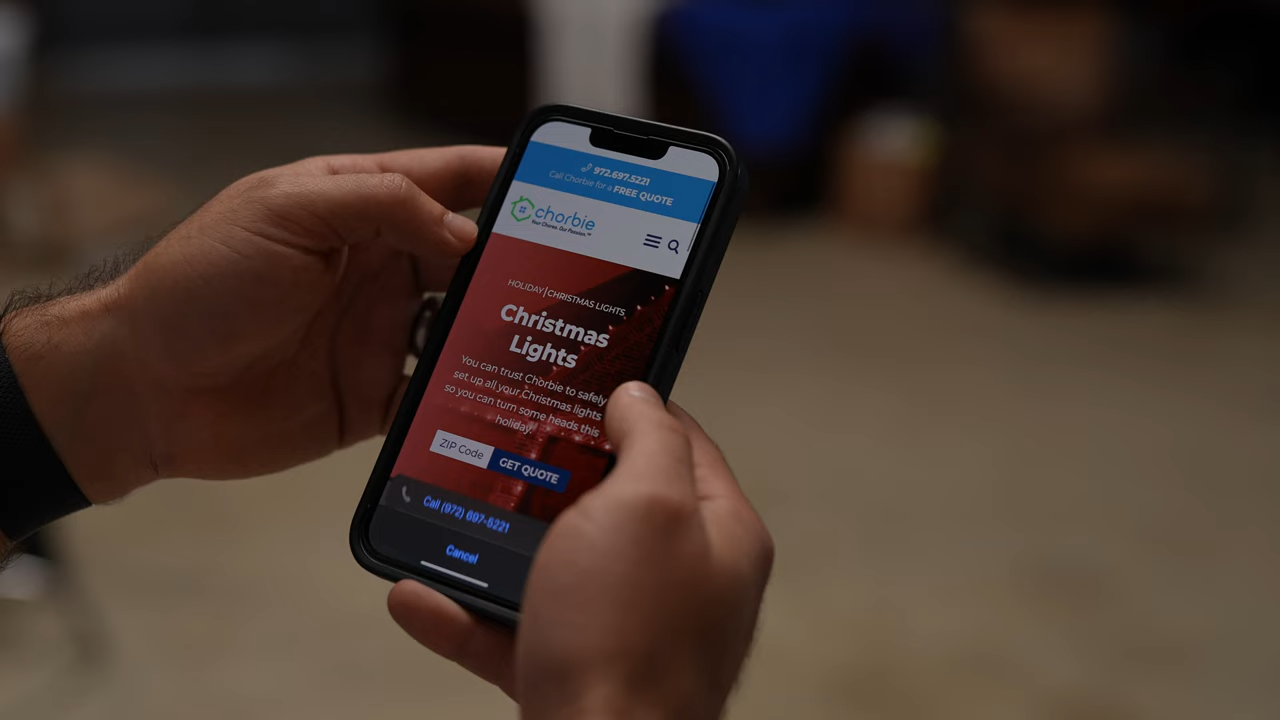 972.697.5221
Call Chorbie for a FREE QUOTE
chorbie
Your Chores. Our Passion.™
HOLIDAY|CHRISTMAS LIGHTS
Christmas
Lights
You can trust Chorbie to safely
set up all your Christmas lights
so you can turn some heads this
holiday.
ZIP Code
GET QUOTE
Call (972) 697-5221
Cancel